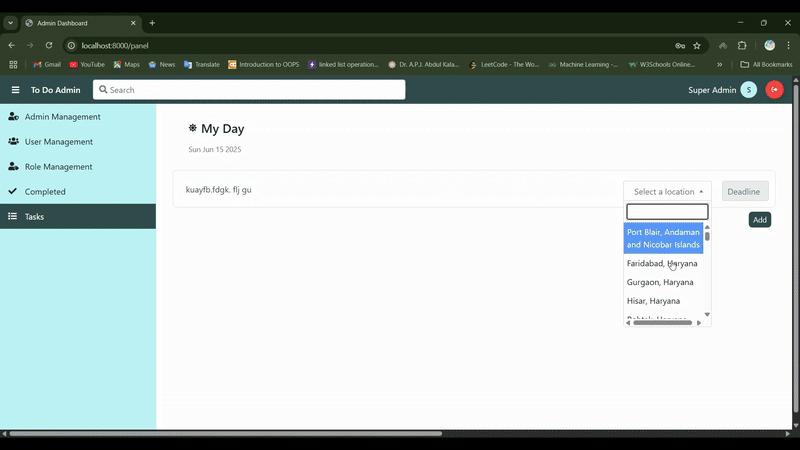 Admin Dashboard
localhost:8000/panel
Gmail YouTube Maps News Translate Introduction to OOPS linked list operation... Dr. A.P.J. Abdul Kala... LeetCode - The Wo... Machine Learning -... W3Schools Online... » All Bookmarks
To Do Admin Search Super Admin S
Admin Management
User Management
Role Management
Completed
Tasks
My Day
Sun Jun 15 2025
kuayfb,fdgk. flj gu Select a location Deadline
Add
Port Blair, Andaman
and Nicobar Islands
Faridabad, Haryana
Gurgaon, Haryana
Hisar, Haryana
Rohtak, Haryana